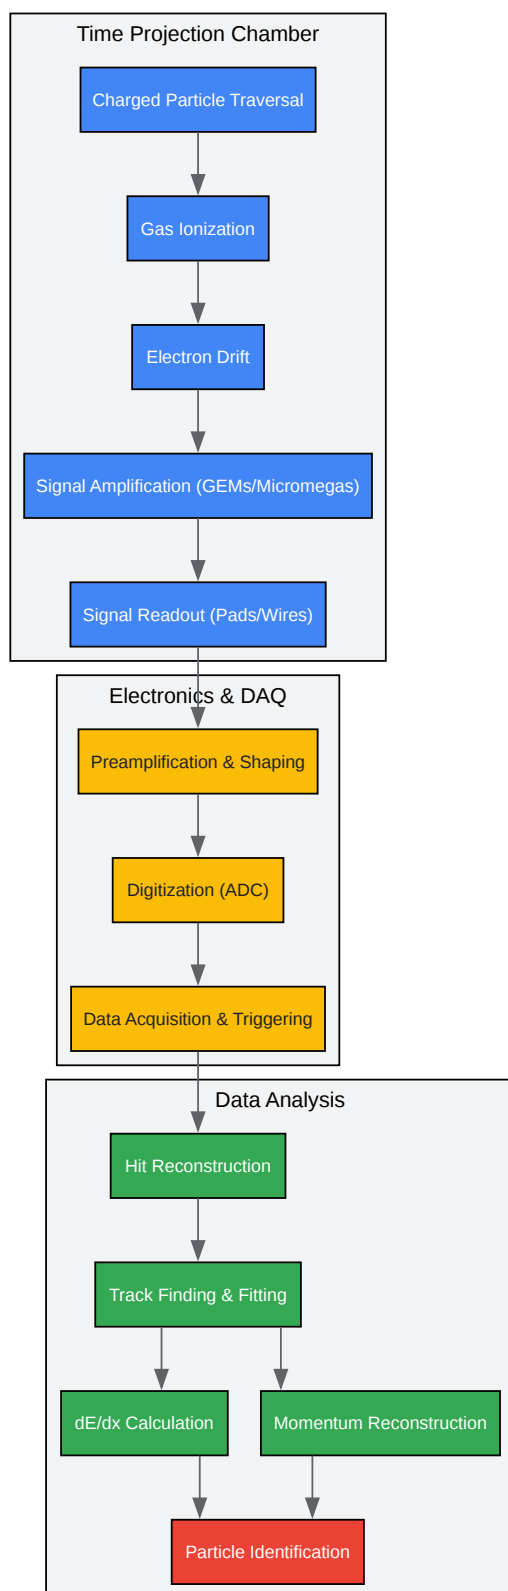 Time Projection Chamber
Charged Particle Traversal
Gas Ionization
Electron Drift
Signal Amplification (GEMs/Micromegas)
Signal Readout (Pads/Wires)
Electronics & DAQ
Preamplification & Shaping
Digitization (ADC)
Data Acquisition & Triggering
Data Analysis
Hit Reconstruction
Track Finding & Fitting
dE/dx Calculation
Momentum Reconstruction
Particle Identification